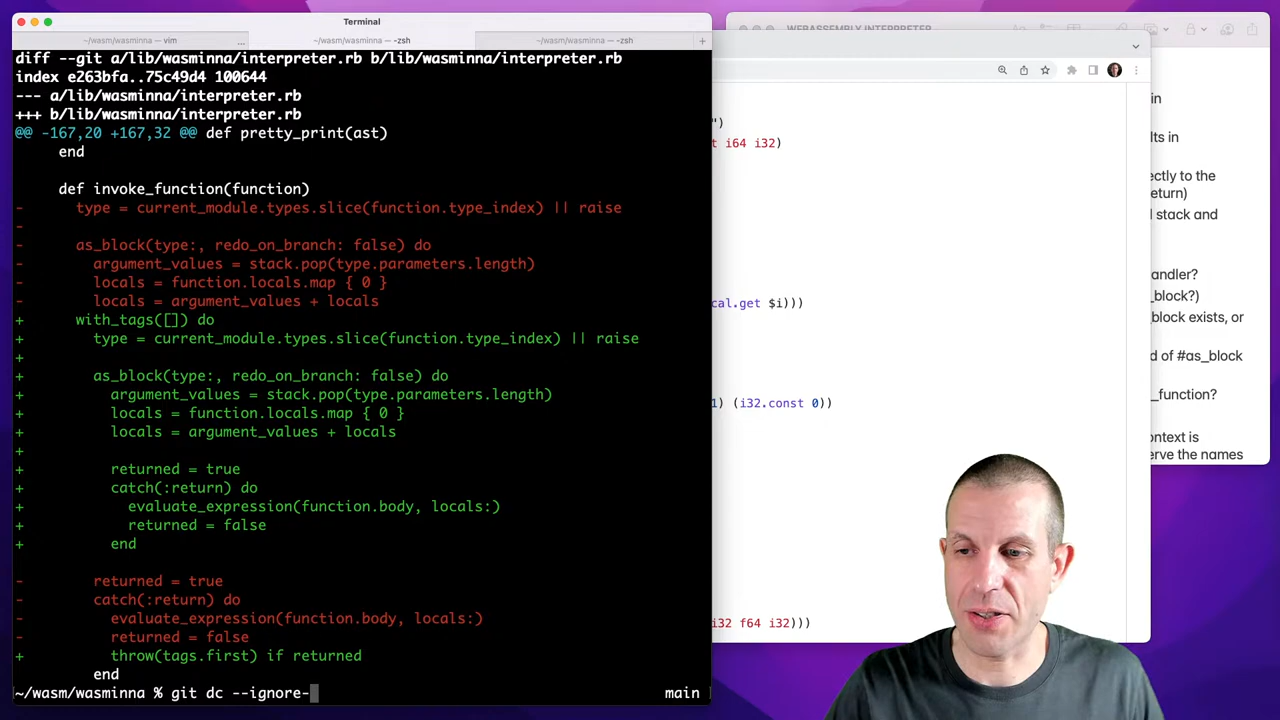 Terminal
WEBASSEMBLY INTERPRETER
~/wasm/wasminna — vim
...
~/wasm/wasminna — -zsh
~/wasm/wasminna — -zsh
+
diff --git a/lib/wasminna/interpreter.rb b/lib/wasminna/interpreter.rb
index e263bfa..75c49d4 100644
--- a/lib/wasminna/interpreter.rb
+++ b/lib/wasminna/interpreter.rb
@@ -167,20 +167,32 @@ def pretty_print(ast)
end
def invoke_function(function)
- type = current_module.types.slice(function.type_index) || raise
-
- as_block(type:, redo_on_branch: false) do
- argument_values = stack.pop(type.parameters.length)
- locals = function.locals.map { 0 }
- locals = argument_values + locals
+ with_tags([]) do
+ type = current_module.types.slice(function.type_index) || raise
+
+ as_block(type:, redo_on_branch: false) do
+ argument_values = stack.pop(type.parameters.length)
+ locals = function.locals.map { 0 }
+ locals = argument_values + locals
+
+ returned = true
+ catch(:return) do
+ evaluate_expression(function.body, locals:)
+ returned = false
+ end
- returned = true
- catch(:return) do
- evaluate_expression(function.body, locals:)
- returned = false
+ throw(tags.first) if returned
end
~/wasm/wasminna % git dc --ignore-
main
")
t i64 i32)
cal.get $i)))
1) (i32.const 0))
i32 f64 i32)))
in
lts in
ectly to the
eturn)
d stack and
andler?
_block?)
_block exists, or
d of #as_block
_function?
ontext is
erve the names